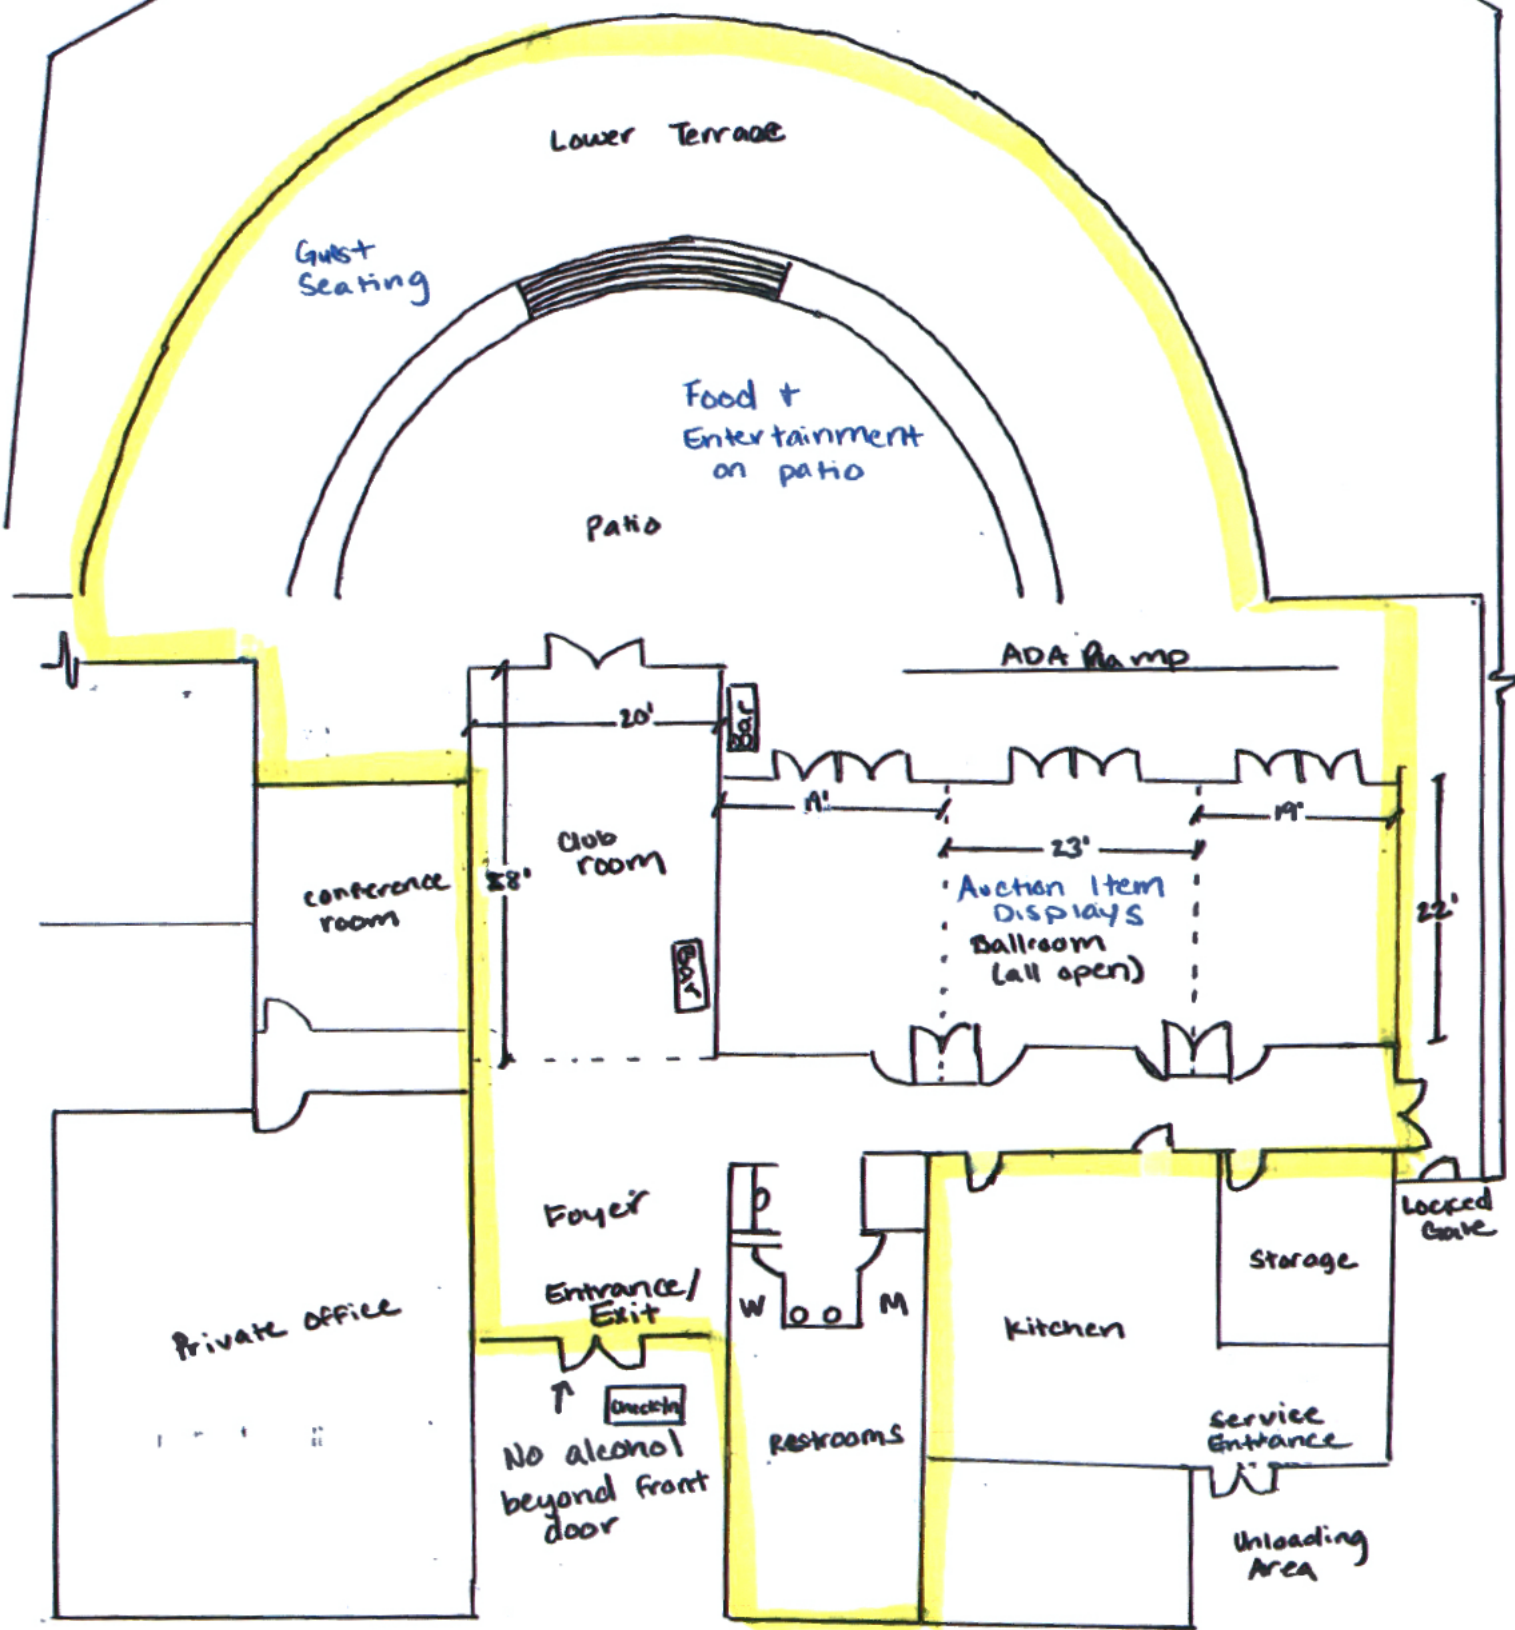 Lower Terrace
Guest
Seating
Food +
Entertainment
on patio
Patio
ADA Ramp
20'
Bar
19'
23'
Club
room
conference
room
Auction Item
Displays
Ballroom
(all open)
22'
Bar
Foyer
Entrance/
Exit
Check In
No alcohol
beyond front
door
Private office
W
M
Restrooms
Kitchen
Storage
Locked
Gate
Service
Entrance
Unloading
Area